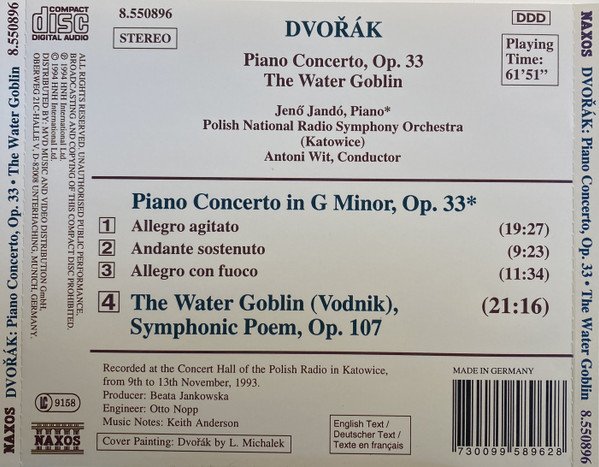 8.550896
COMPACT
disc
DIGITAL AUDIO
8.550896
STEREO
DVOŘÁK
Piano Concerto, Op. 33
The Water Goblin
DDD
Playing
Time:
61'51"
Jenő Jandó, Piano*
Polish National Radio Symphony Orchestra
(Katowice)
Antoni Wit, Conductor
Piano Concerto in G Minor, Op. 33*
1 Allegro agitato (19:27)
2 Andante sostenuto (9:23)
3 Allegro con fuoco (11:34)
4 The Water Goblin (Vodnik), (21:16)
Symphonic Poem, Op. 107
Recorded at the Concert Hall of the Polish Radio in Katowice,
from 9th to 13th November, 1993.
Producer: Beata Jankowska
Engineer: Otto Nopp
Music Notes: Keith Anderson
Cover Painting: Dvořák by L. Michalek
English Text /
Deutscher Text /
Texte en français
MADE IN GERMANY
7 30099 58962 8
LC 9158
NAXOS
ALL RIGHTS RESERVED. UNAUTHORISED PUBLIC PERFORMANCE,
BROADCASTING AND COPYING OF THIS COMPACT DISC PROHIBITED.
℗ 1994 HNH International Ltd.
© 1994 HNH International Ltd.
DISTRIBUTED BY: MVD MUSIC AND VIDEO DISTRIBUTION GMBH,
OBERWEG 21C-HALLE V, D-82008 UNTERHACHING, MUNICH, GERMANY.
NAXOS DVOŘÁK: Piano Concerto, Op. 33 • The Water Goblin
NAXOS DVOŘÁK: Piano Concerto, Op. 33 • The Water Goblin 8.550896